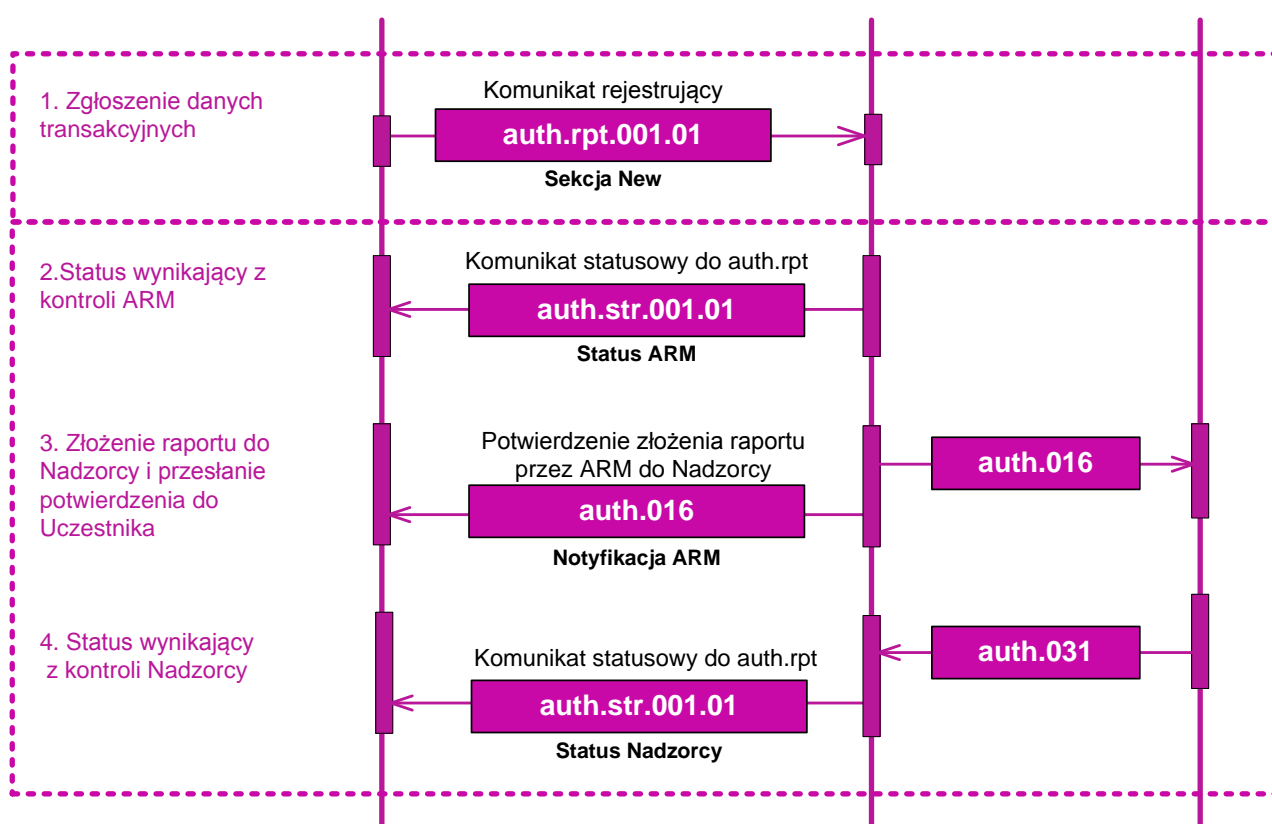 1. Zgłoszenie danych
transakcyjnych
Komunikat rejestrujący
auth.rpt.001.01
Sekcja New
2.Status wynikający z
kontroli ARM
Komunikat statusowy do auth.rpt
auth.str.001.01
Status ARM
3. Złożenie raportu do
Nadzorcy i przesłanie
potwierdzenia do
Uczestnika
Potwierdzenie złożenia raportu
przez ARM do Nadzorcy
auth.016
Notyfikacja ARM
auth.016
4. Status wynikający
z kontroli Nadzorcy
Komunikat statusowy do auth.rpt
auth.str.001.01
Status Nadzorcy
auth.031